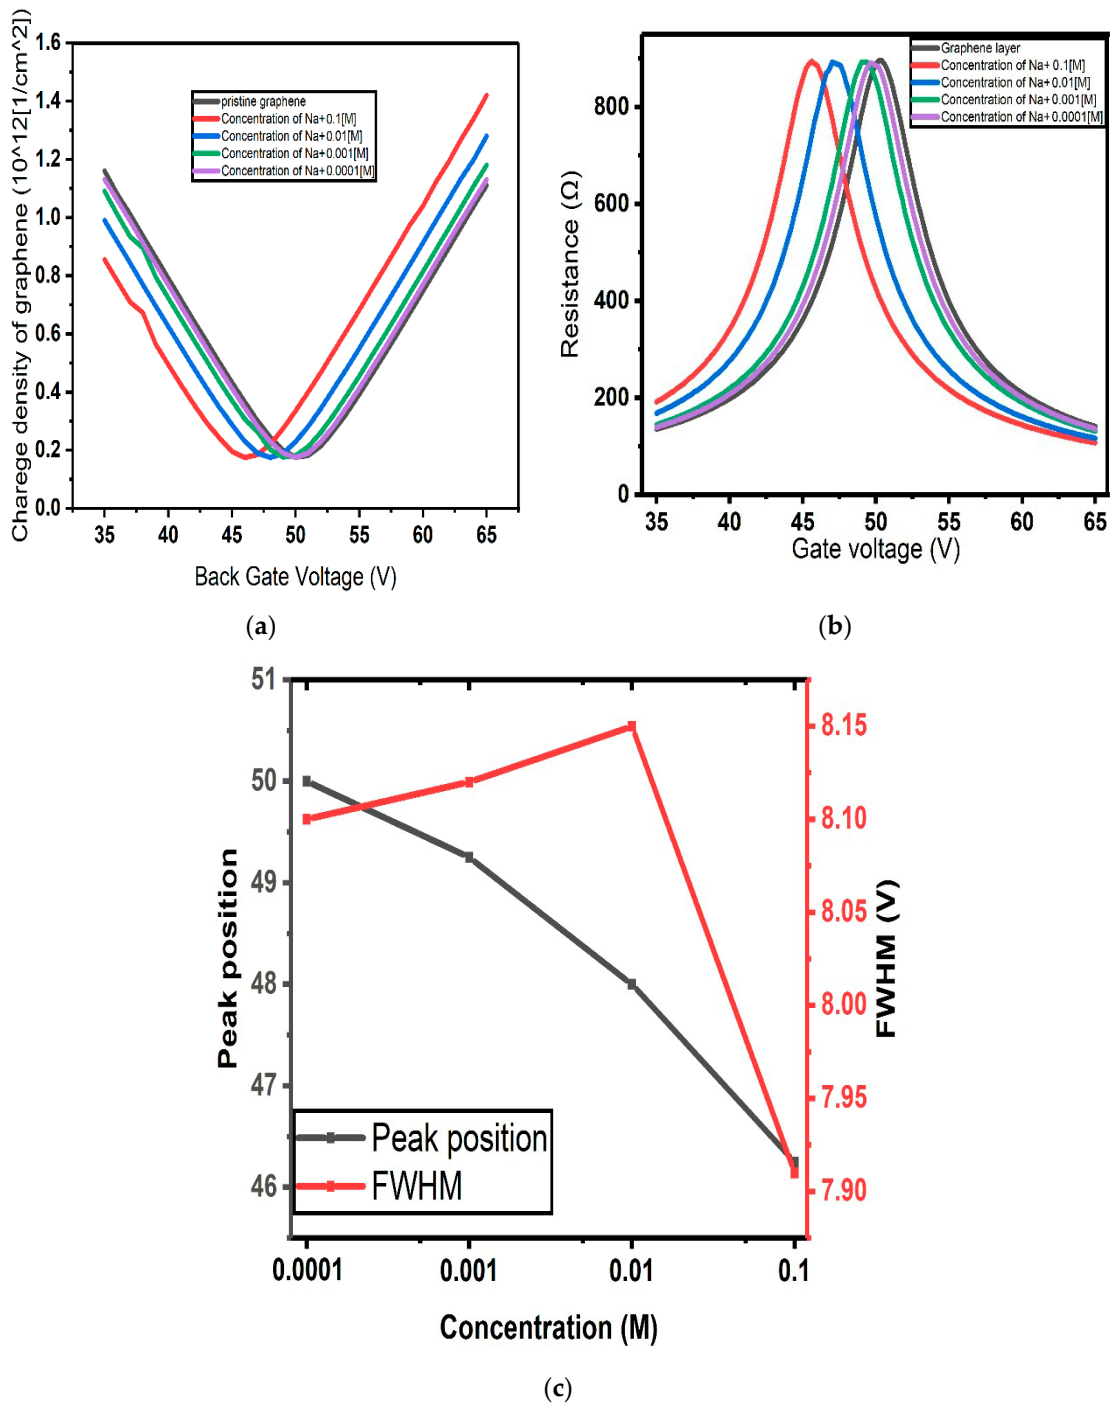 Charege density of graphene (10^12[1/cm^2])
1.6
1.4
1.2
1.0
0.8
0.6
0.4
0.2
0.0
pristine graphene
Concentration of Na+ 0.1[M]
Concentration of Na+ 0.01[M]
Concentration of Na+ 0.001[M]
Concentration of Na+ 0.0001[M]
35 40 45 50 55 60 65
Back Gate Voltage (V)
(a)
Resistance (Ω)
800
600
400
200
0
Graphene layer
Concentration of Na+ 0.1[M]
Concentration of Na+ 0.01[M]
Concentration of Na+ 0.001[M]
Concentration of Na+ 0.0001[M]
35 40 45 50 55 60 65
Gate voltage (V)
(b)
Peak position
51
50
49
48
47
46
Peak position
FWHM
8.15
8.10
8.05
8.00
7.95
7.90
FWHM (V)
0.0001 0.001 0.01 0.1
Concentration (M)
(c)